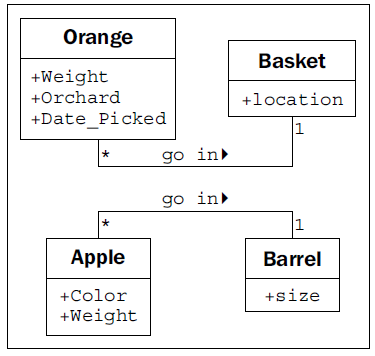 Orange
+Weight
+Orchard
+Date_Picked
Basket
+location
* go in 1
go in
* 1
Apple
+Color
+Weight
Barrel
+size